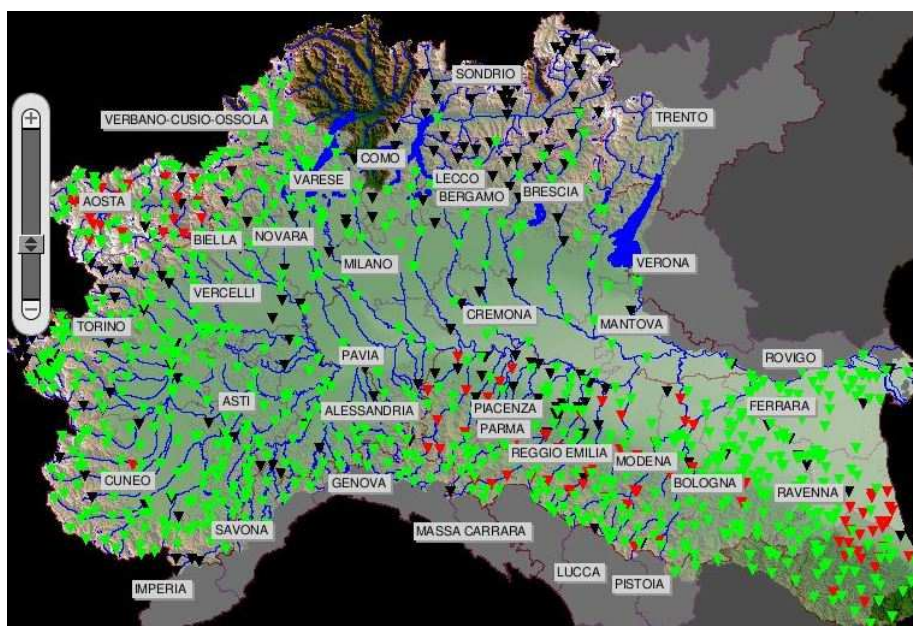 SONDRIO
VERBANO-CUSIO-OSSOLA
TRENTO
COMO
VARESE
LECCO
BERGAMO
BRESCIA
AOSTA
BIELLA
NOVARA
MILANO
VERONA
VERCELLI
CREMONA
TORINO
MANTOVA
PAVIA
ROVIGO
ASTI
ALESSANDRIA
PIACENZA
FERRARA
PARMA
REGGIO EMILIA
MODENA
CUNEO
GENOVA
BOLOGNA
RAVENNA
SAVONA
MASSA CARRARA
LUCCA
IMPERIA
PISTOIA